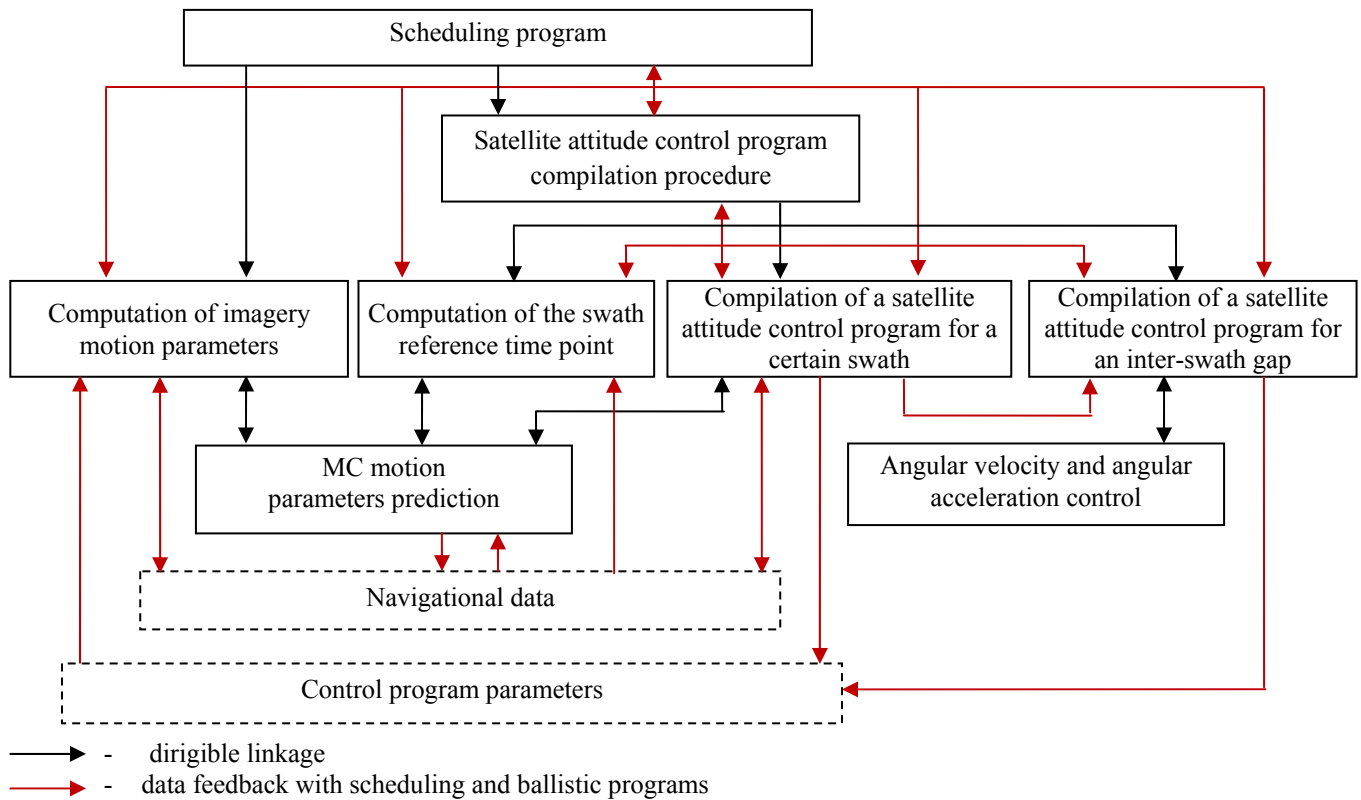 Scheduling program
Satellite attitude control program
compilation procedure
Computation of imagery
motion parameters
Computation of the swath
reference time point
Compilation of a satellite
attitude control program for a
certain swath
Compilation of a satellite
attitude control program for
an inter-swath gap
MC motion
parameters prediction
Angular velocity and angular
acceleration control
Navigational data
Control program parameters
- dirigible linkage
- data feedback with scheduling and ballistic programs